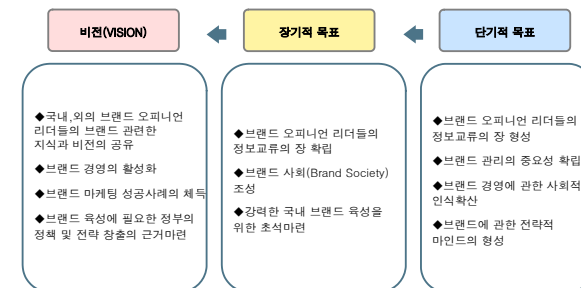 비전(VISION)
장기적 목표
단기적 목표
◆국내,외의 브랜드 오피니언
리더들의 브랜드 관련한
지식과 비전의 공유
◆브랜드 경영의 활성화
◆브랜드 마케팅 성공사례의 체득
◆브랜드 육성에 필요한 정부의
정책 및 전략 창출의 근거마련
◆브랜드 오피니언 리더들의
정보교류의 장 확립
◆브랜드 사회(Brand Society)
조성
◆강력한 국내 브랜드 육성을
위한 초석마련
◆브랜드 오피니언 리더들의
정보교류의 장 형성
◆브랜드 관리의 중요성 확립
◆브랜드 경영에 관한 사회적
인식확산
◆브랜드에 관한 전략적
마인드의 형성